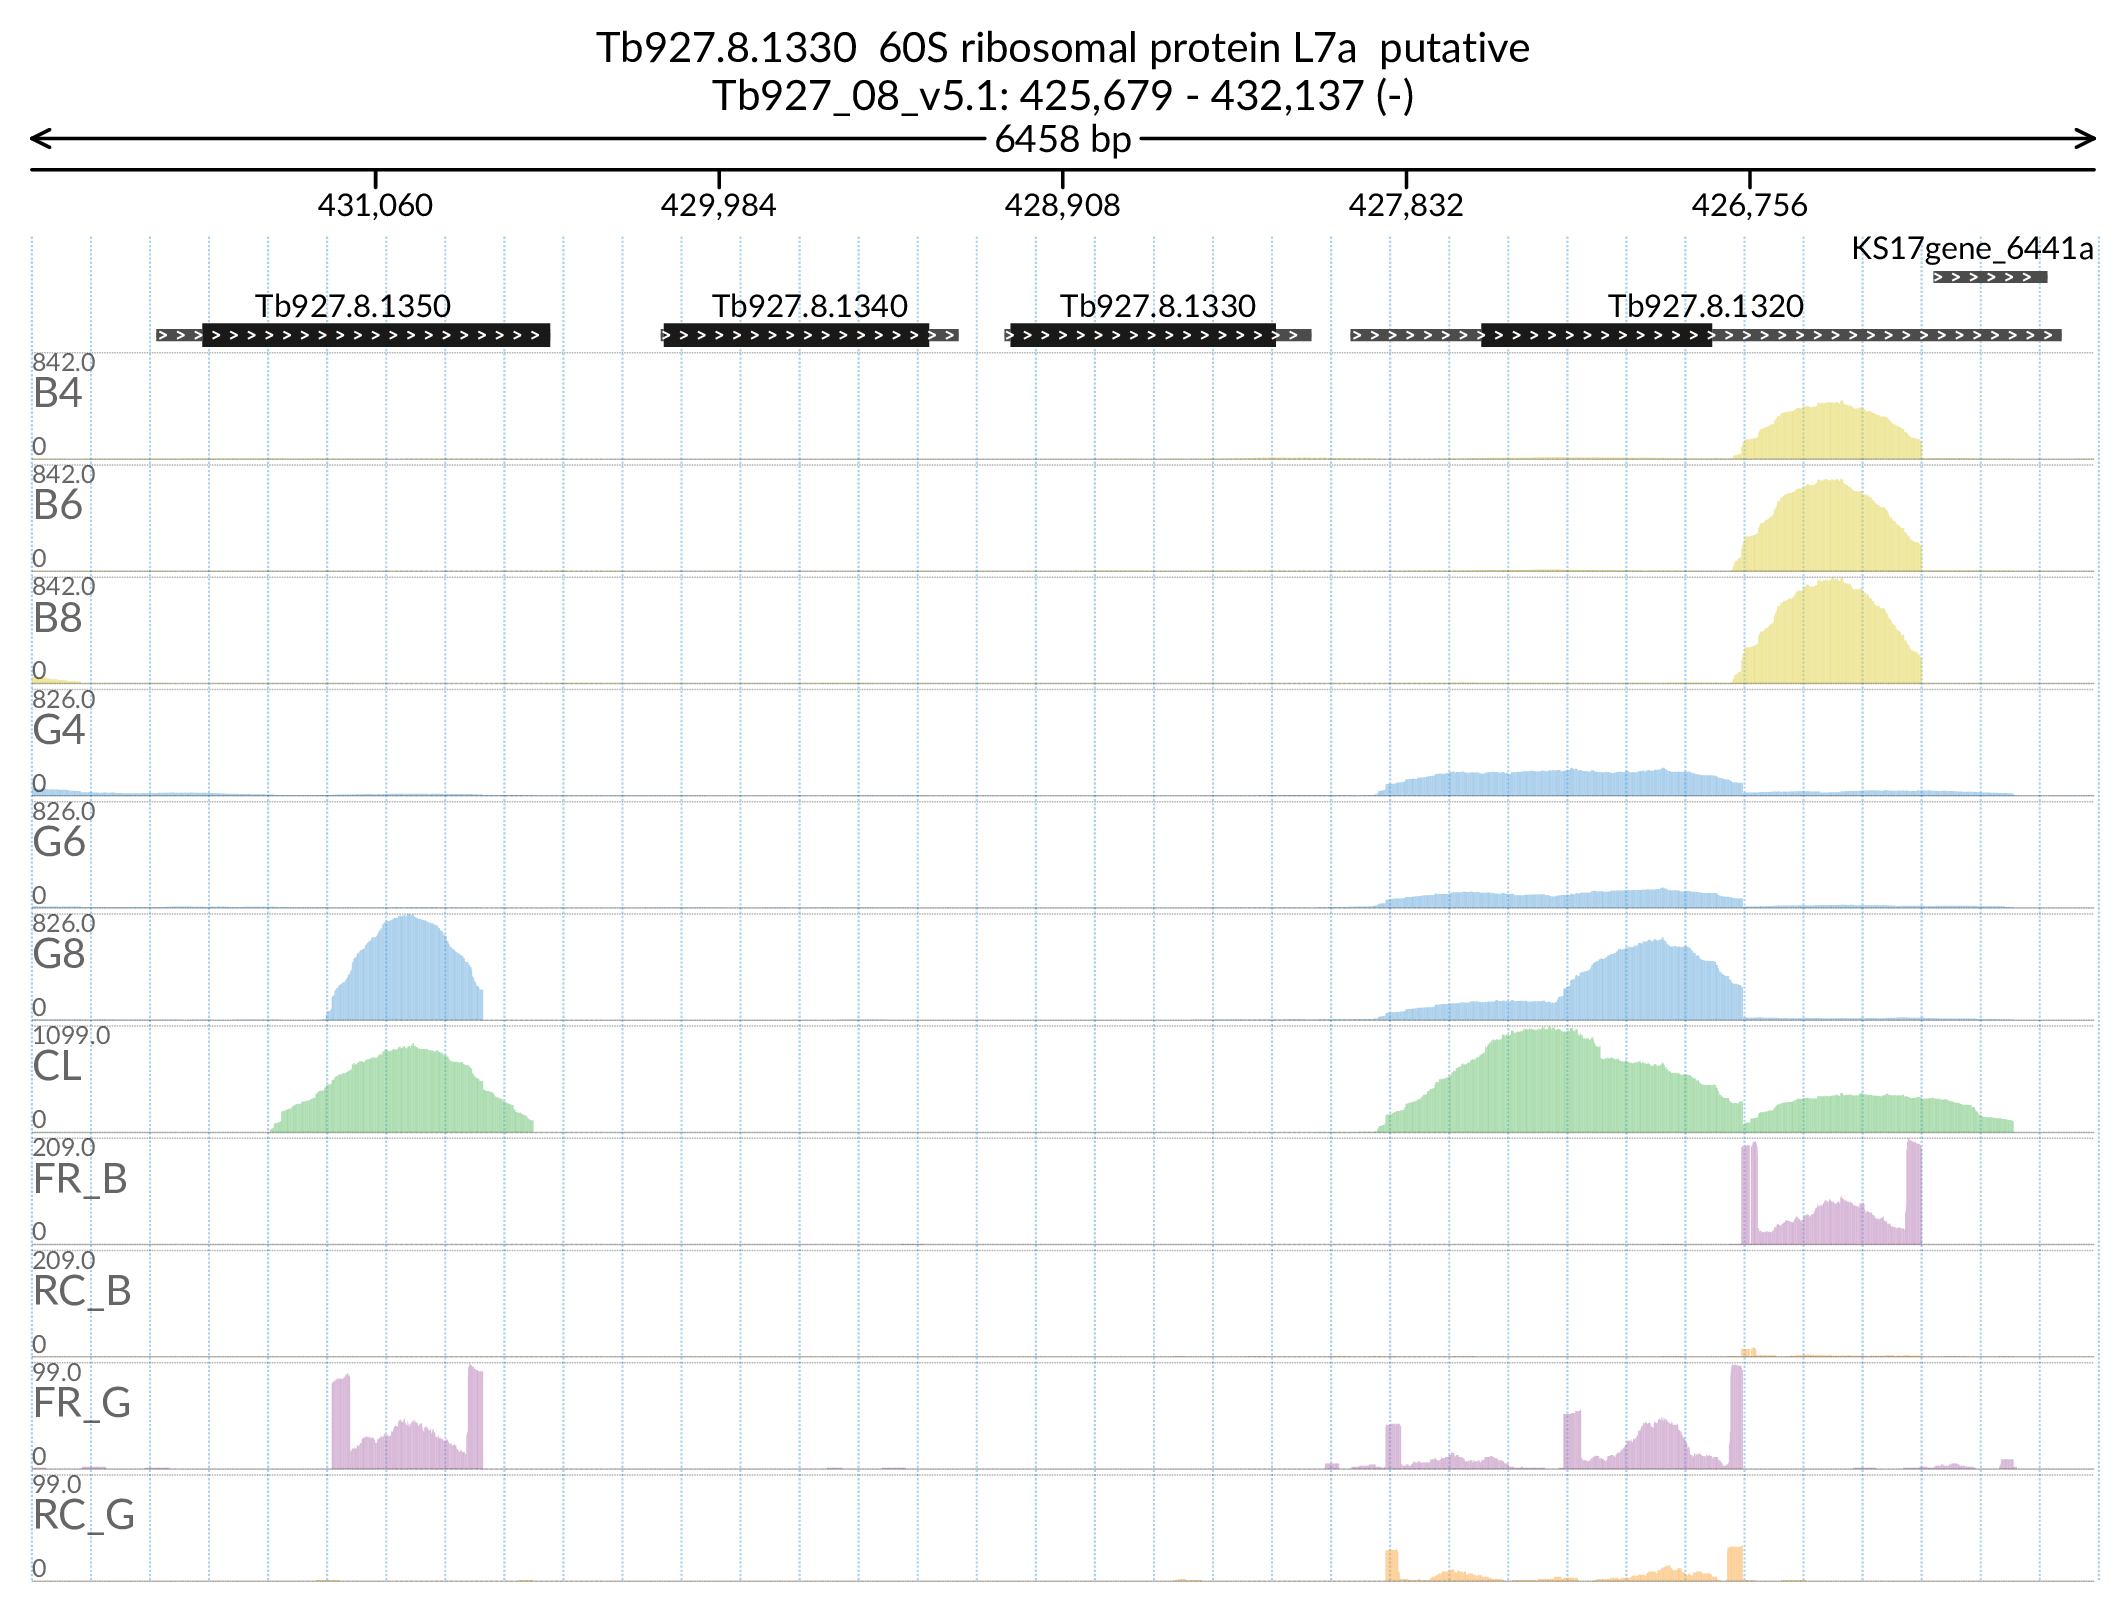 Tb927.8.1330  60S ribosomal protein L7a  putative
Tb927_08_v5.1: 425,679 - 432,137 (-)
6458 bp
431,060 429,984 428,908 427,832 426,756
KS17gene_6441a
Tb927.8.1350 Tb927.8.1340 Tb927.8.1330 Tb927.8.1320
842.0
B4
0
842.0
B6
0
842.0
B8
0
826.0
G4
0
826.0
G6
0
826.0
G8
0
1099.0
CL
0
209.0
FR_B
0
209.0
RC_B
0
99.0
FR_G
0
99.0
RC_G
0